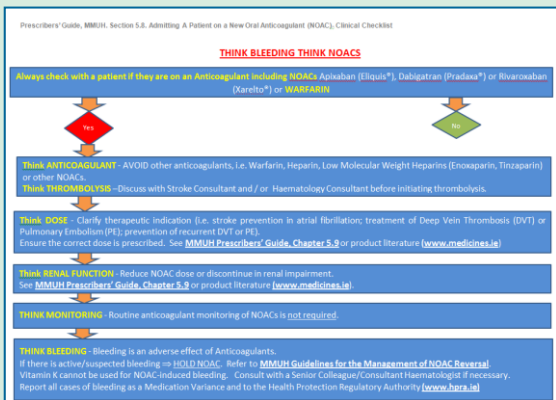 Prescribers' Guide, MMUH. Section 5.8. Admitting A Patient on a New Oral Anticoagulant (NOAC), Clinical Checklist
THINK BLEEDING THINK NOACS
Always check with a patient if they are on an Anticoagulant including NOACs Apixaban (Eliquis®), Dabigatran (Pradaxa®) or Rivaroxaban
(Xarelto®) or WARFARIN
Yes
No
Think ANTICOAGULANT - AVOID other anticoagulants, i.e. Warfarin, Heparin, Low Molecular Weight Heparins (Enoxaparin, Tinzaparin)
or other NOACs.
Think THROMBOLYSIS –Discuss with Stroke Consultant and / or Haematology Consultant before initiating thrombolysis.
Think DOSE - Clarify therapeutic indication (i.e. stroke prevention in atrial fibrillation; treatment of Deep Vein Thrombosis (DVT) or
Pulmonary Embolism(PE); prevention of recurrent DVT or PE).
Ensure the correct dose is prescribed. See MMUH Prescribers' Guide, Chapter 5.9 or product literature (www.medicines.ie)
Think RENAL FUNCTION - Reduce NOAC dose or discontinue in renal impairment.
See MMUH Prescribers' Guide, Chapter 5.9 or product literature (www.medicines.ie).
THINK MONITORING - Routine anticoagulant monitoring of NOACs is not required.
THINK BLEEDING - Bleeding is an adverse effect of Anticoagulants.
If there is active/suspected bleeding ⇒ HOLD NOAC. Refer to MMUH Guidelines for the Management of NOAC Reversal.
Vitamin K cannot be used for NOAC-induced bleeding. Consult with a Senior Colleague/Consultant Haematologist if necessary.
Report all cases of bleeding as a Medication Variance and to the Health Protection Regulatory Authority (www.hpra.ie)